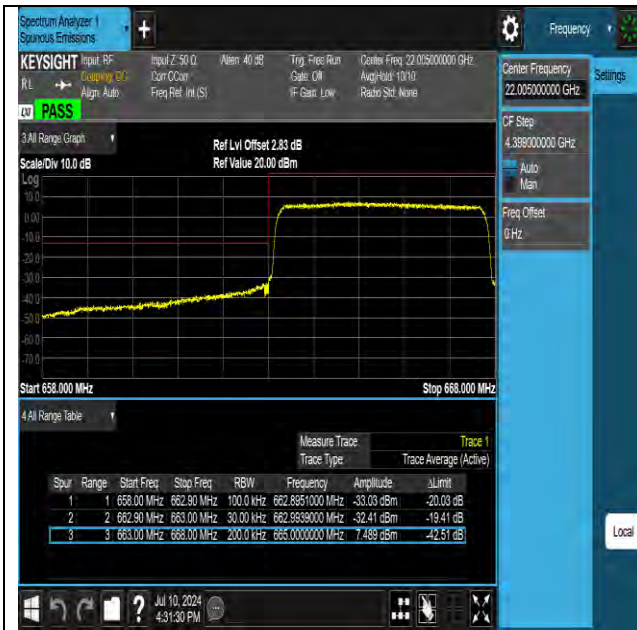 Spectrum Analyzer 1
Spurious Emissions
+
Frequency
KEYSIGHT Input: RF Input Z: 50 Ω Atten: 40 dB Trig: Free Run Center Freq: 22.005000000 GHz
RL Coupling: DC Corr CCorr Gate: Off Avg|Hold: 10/10
Align: Auto Freq Ref: Int (S) IF Gain: Low Radio Std: None
LXI PASS
3 All Range Graph
Ref Lvl Offset 2.83 dB
Scale/Div 10.0 dB Ref Value 20.00 dBm
Log
10.0
0.00
-10.0
-20.0
-30.0
-40.0
-50.0
-60.0
-70.0
Start 658.000 MHz Stop 668.000 MHz
4 All Range Table
Measure Trace Trace 1
Trace Type Trace Average (Active)
Spur Range Start Freq Stop Freq RBW Frequency Amplitude ΔLimit
1 1 658.00 MHz 662.90 MHz 100.0 kHz 662.8951000 MHz -33.03 dBm -20.03 dB
2 2 662.90 MHz 663.00 MHz 30.00 kHz 662.9939000 MHz -32.41 dBm -19.41 dB
3 3 663.00 MHz 668.00 MHz 200.0 kHz 665.0000000 MHz 7.489 dBm -42.51 dB
? Jul 10, 2024
4:31:30 PM
Center Frequency
22.005000000 GHz
Settings
CF Step
4.399000000 GHz
Auto
Man
Freq Offset
0 Hz
Local